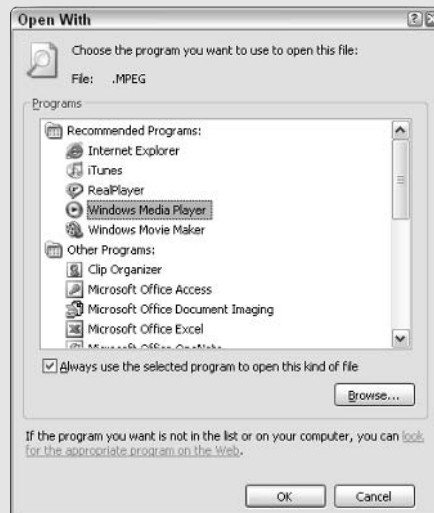 Open With
Choose the program you want to use to open this file:
File: .MPEG
Programs
Recommended Programs:
Internet Explorer
iTunes
RealPlayer
Windows Media Player
Windows Movie Maker
Other Programs:
Clip Organizer
Microsoft Office Access
Microsoft Office Document Imaging
Microsoft Office Excel
Microsoft Office OneNote
Always use the selected program to open this kind of file
Browse...
If the program you want is not in the list or on your computer, you can look
for the appropriate program on the Web.
OK Cancel